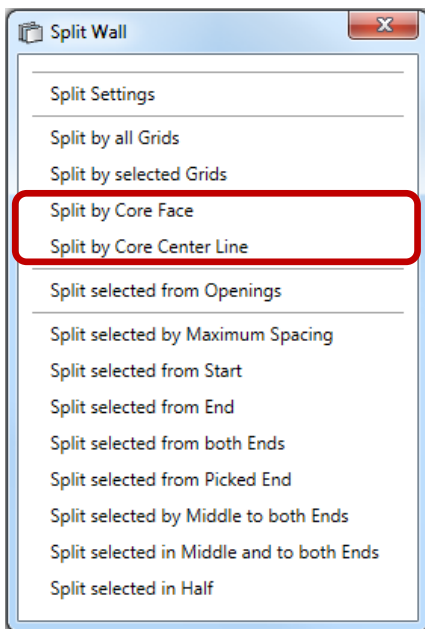 Split Wall
Split Settings
Split by all Grids
Split by selected Grids
Split by Core Face
Split by Core Center Line
Split selected from Openings
Split selected by Maximum Spacing
Split selected from Start
Split selected from End
Split selected from both Ends
Split selected from Picked End
Split selected by Middle to both Ends
Split selected in Middle and to both Ends
Split selected in Half